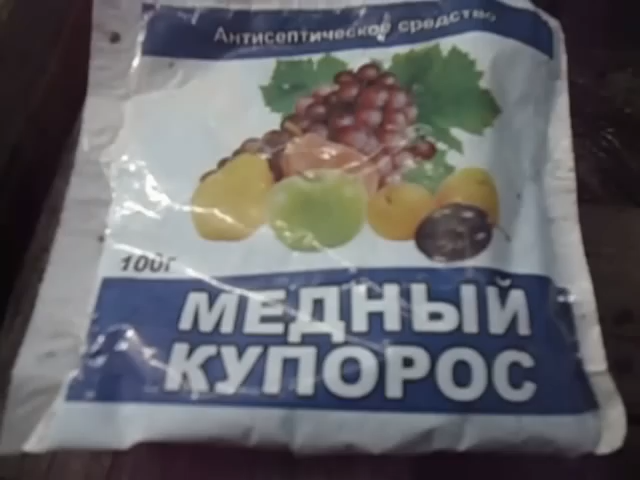 Антисептическое средство
100г
МЕДНЫЙ
КУПОРОС